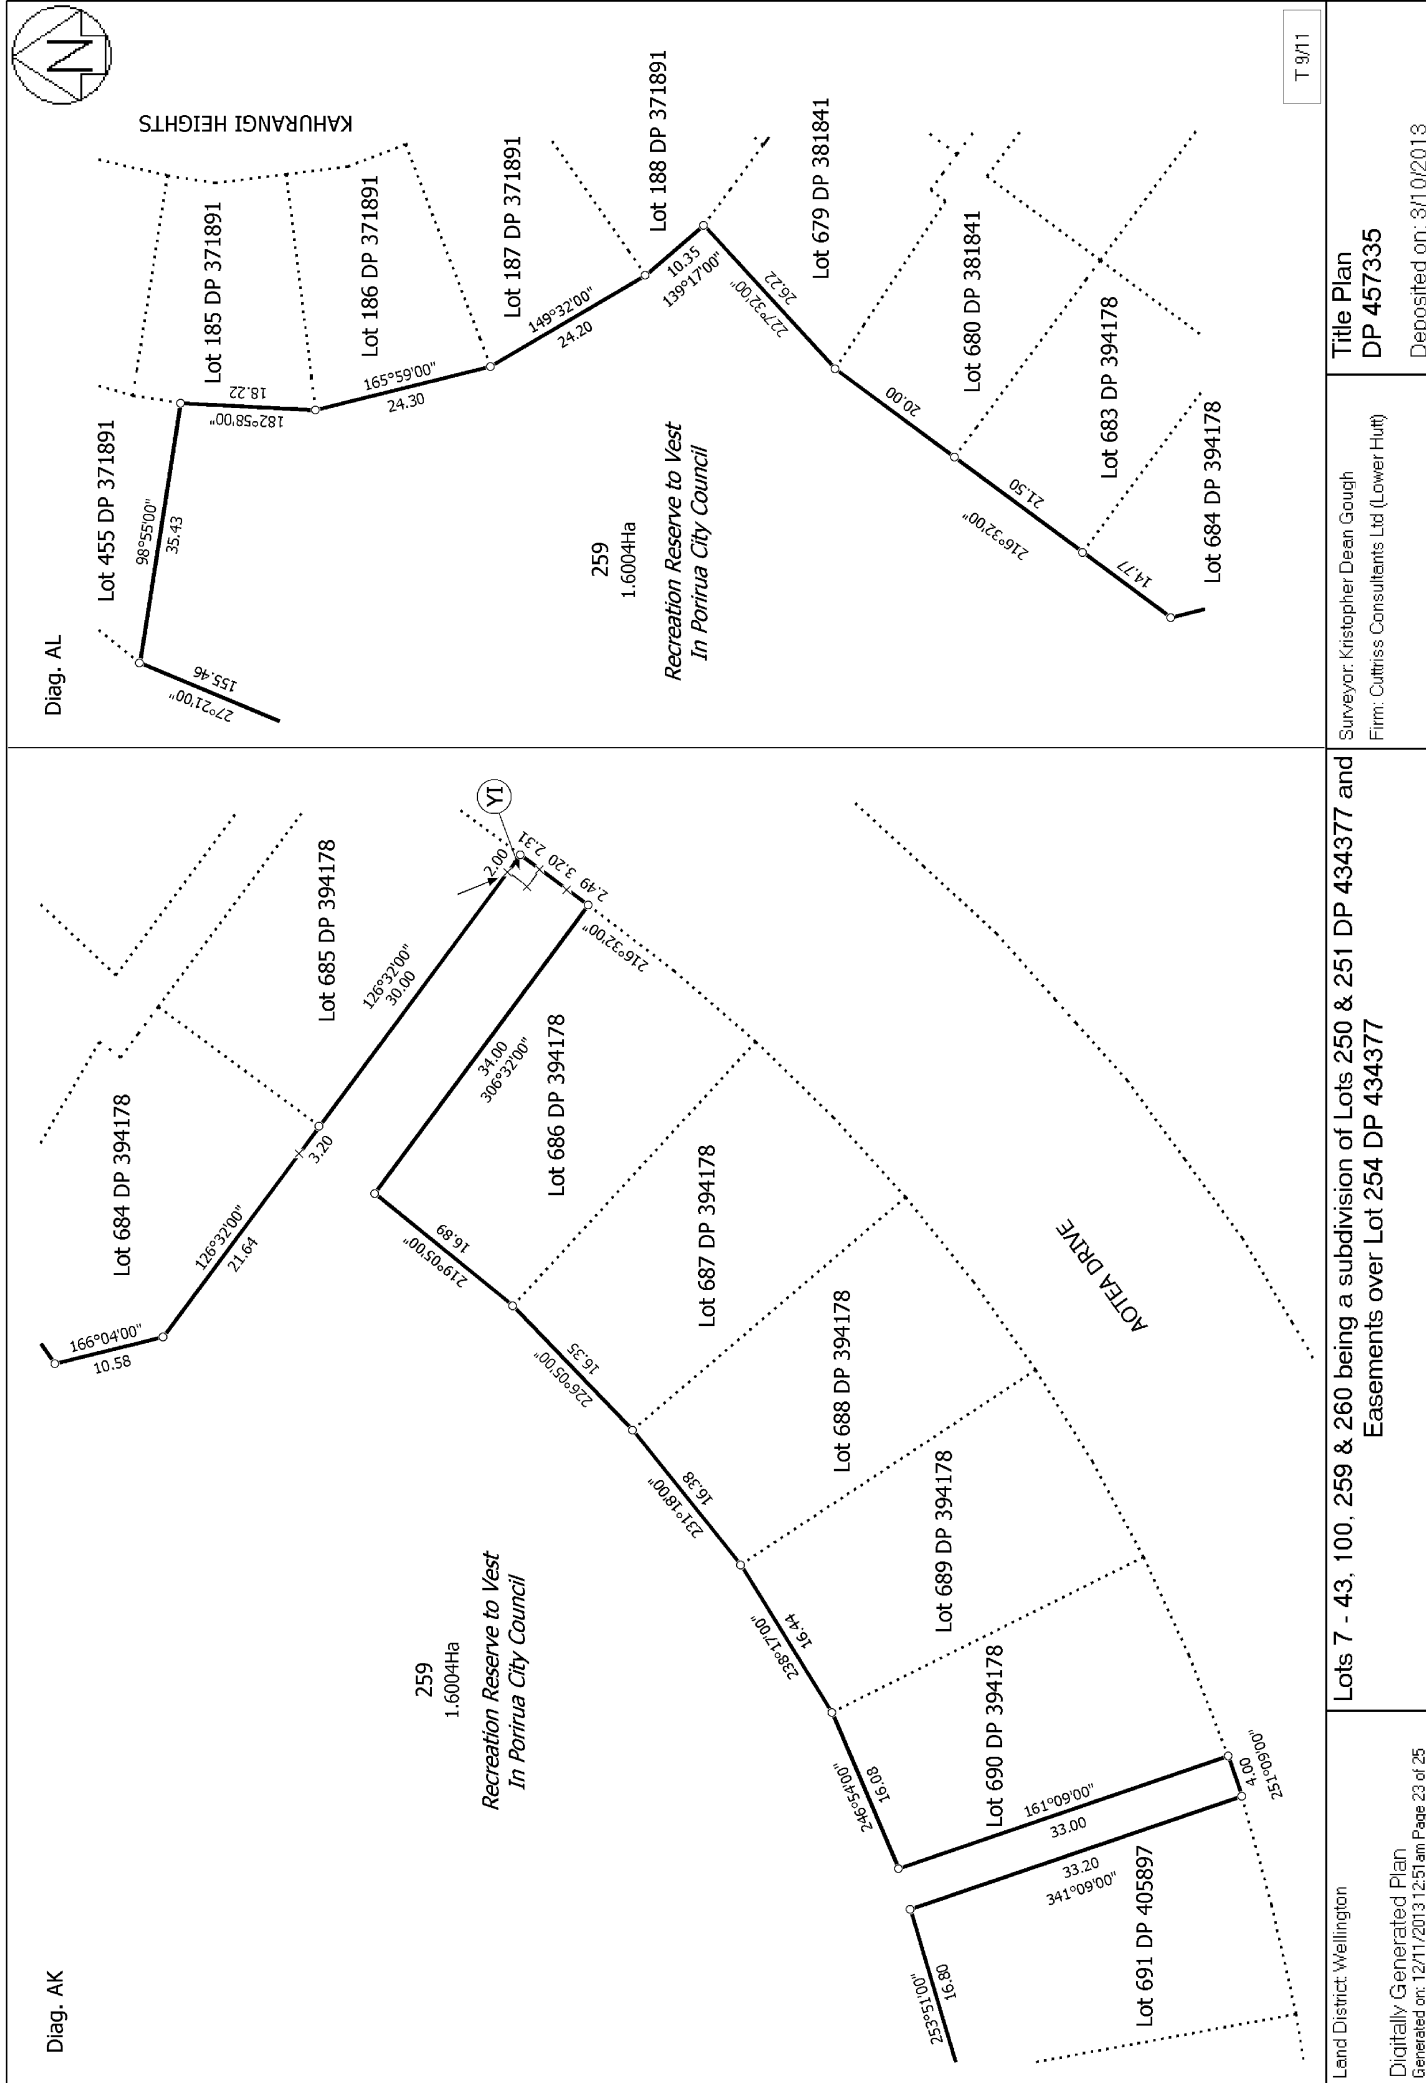 Diag. AK
259
1.6004Ha
Recreation Reserve to Vest
In Porirua City Council
Lot 684 DP 394178
166°04'00"
10.58
126°32'00"
21.64
3.20
Lot 685 DP 394178
126°32'00"
30.00
2.00
YI
2.31
3.20
2.49
216°32'00"
34.00
306°32'00"
Lot 686 DP 394178
16.89
219°05'00"
Lot 687 DP 394178
16.35
226°05'00"
Lot 688 DP 394178
16.38
231°18'00"
Lot 689 DP 394178
16.44
238°17'00"
Lot 690 DP 394178
16.08
246°54'00"
161°09'00"
33.00
4.00
251°09'00"
33.20
341°09'00"
Lot 691 DP 405897
253°51'00"
16.80
AOTEA DRIVE
Diag. AL
N
KAHURANGI HEIGHTS
Lot 455 DP 371891
98°55'00"
35.43
155.46
27°21'00"
Lot 185 DP 371891
18.22
182°58'00"
Lot 186 DP 371891
165°59'00"
24.30
Lot 187 DP 371891
149°32'00"
24.20
Lot 188 DP 371891
10.35
139°17'00"
Lot 679 DP 381841
26.22
227°32'00"
Lot 680 DP 381841
20.00
Lot 683 DP 394178
21.50
216°32'00"
Lot 684 DP 394178
14.77
259
1.6004Ha
Recreation Reserve to Vest
In Porirua City Council
T 9/11
Land District: Wellington
Digitally Generated Plan
Generated on: 12/11/2013 12:51am Page 23 of 25
Lots 7 - 43, 100, 259 & 260 being a subdivision of Lots 250 & 251 DP 434377 and
Easements over Lot 254 DP 434377
Surveyor: Kristopher Dean Gough
Firm: Cuttriss Consultants Ltd (Lower Hutt)
Title Plan
DP 457335
Deposited on: 3/10/2013